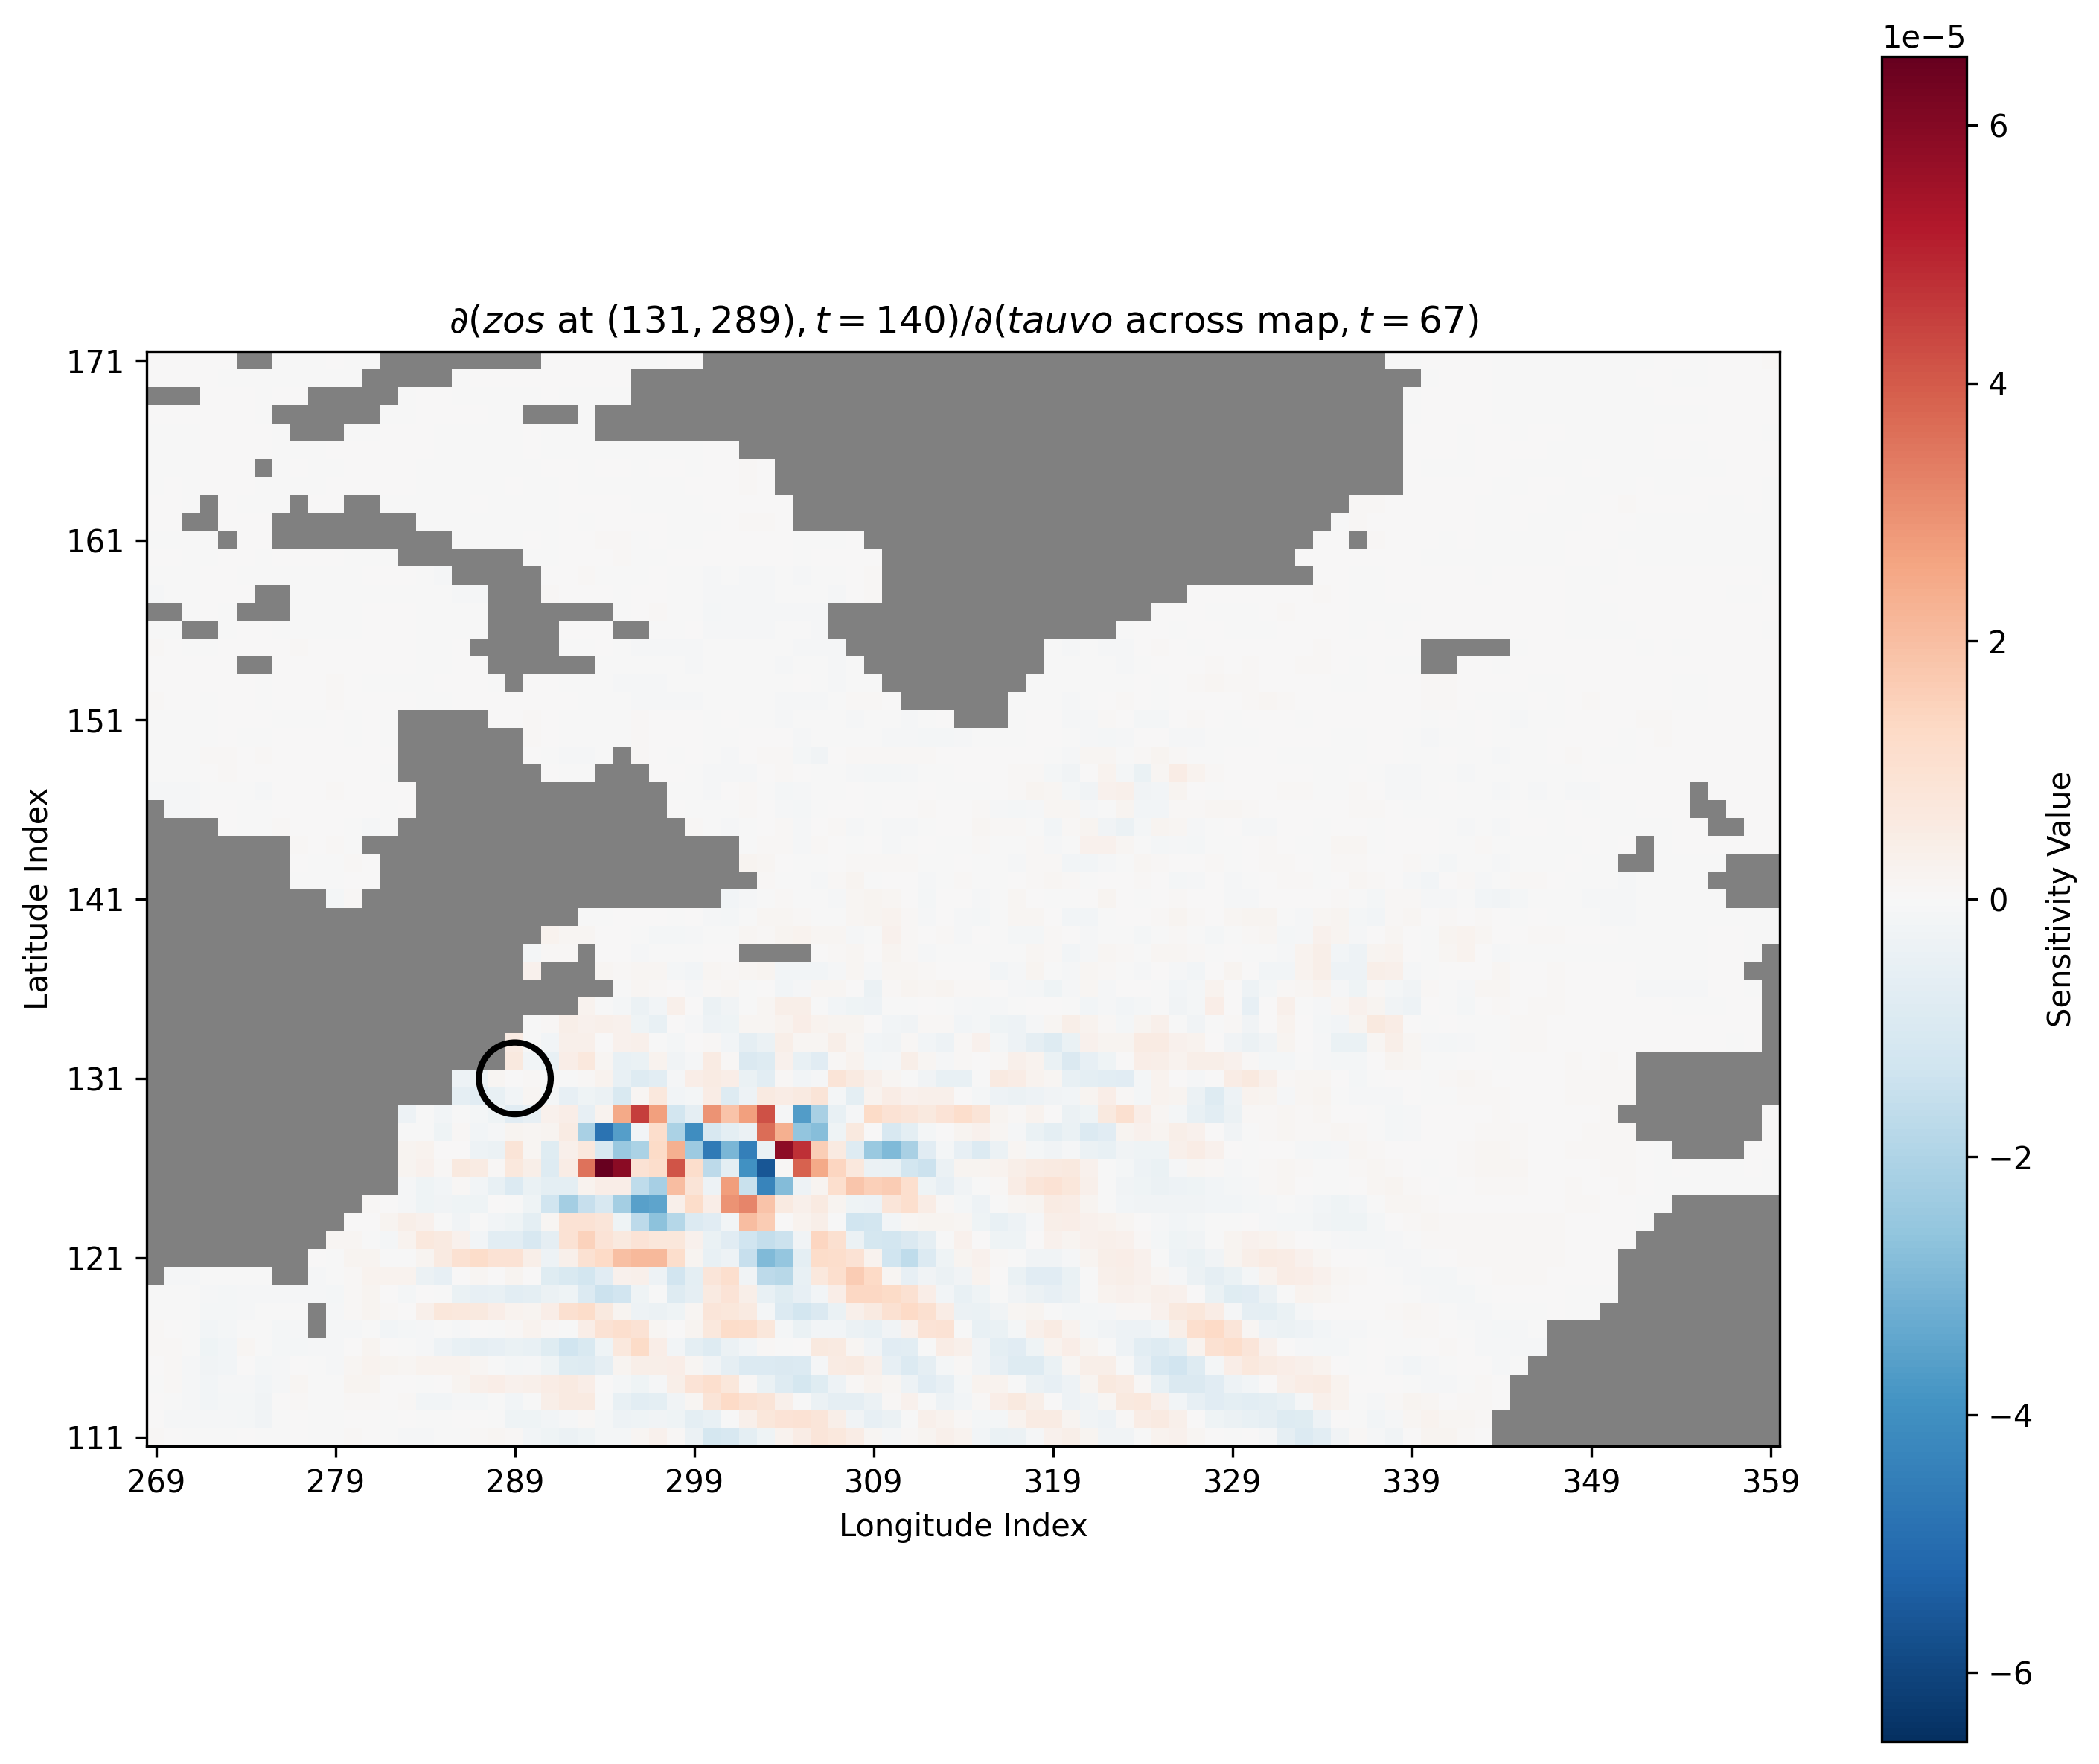 1e−5
∂(zos at (131, 289), t = 140)/∂(tauvo across map, t = 67)
171
161
151
141
131
121
111
Latitude Index
269 279 289 299 309 319 329 339 349 359
Longitude Index
6
4
2
0
−2
−4
−6
Sensitivity Value